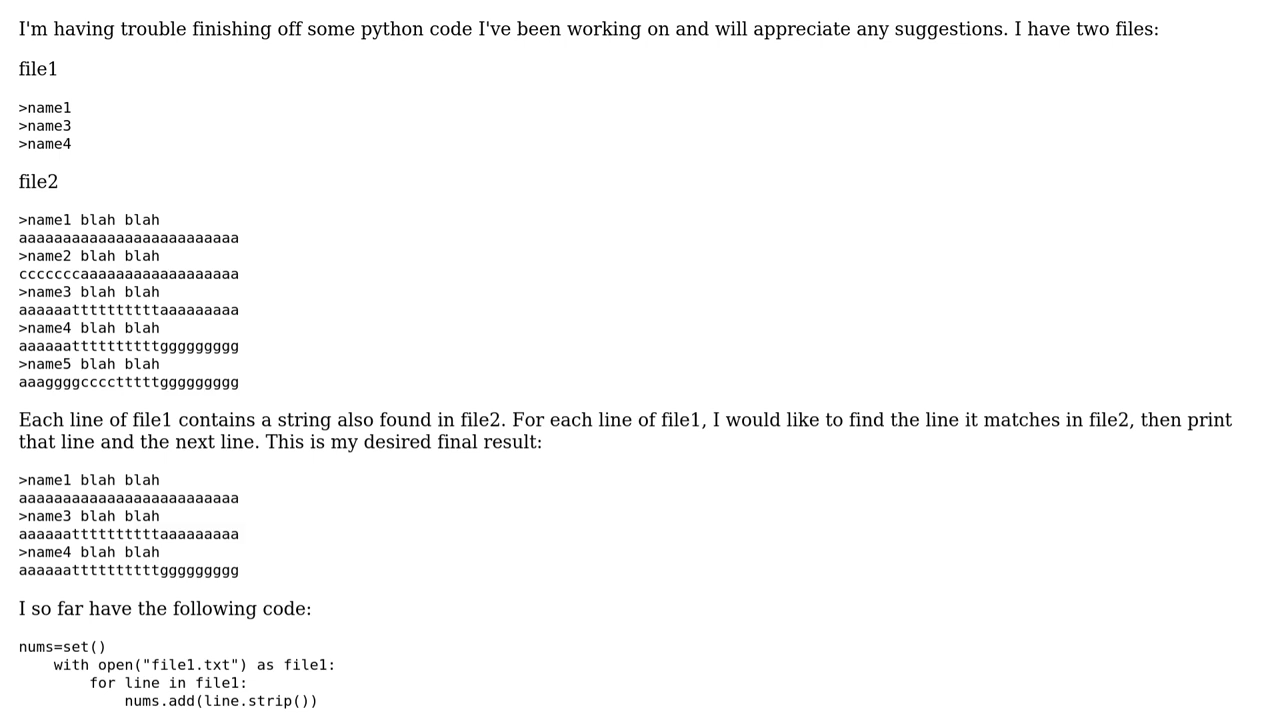 I'm having trouble finishing off some python code I've been working on and will appreciate any suggestions. I have two files:
file1
>name1
>name3
>name4
file2
>name1 blah blah
aaaaaaaaaaaaaaaaaaaaaaaaa
>name2 blah blah
cccccccaaaaaaaaaaaaaaaaaa
>name3 blah blah
aaaaaattttttttttaaaaaaaaa
>name4 blah blah
aaaaaattttttttttggggggggg
>name5 blah blah
aaaggggcccctttttggggggggg
Each line of file1 contains a string also found in file2. For each line of file1, I would like to find the line it matches in file2, then print
that line and the next line. This is my desired final result:
>name1 blah blah
aaaaaaaaaaaaaaaaaaaaaaaaa
>name3 blah blah
aaaaaattttttttttaaaaaaaaa
>name4 blah blah
aaaaaattttttttttggggggggg
I so far have the following code:
nums=set()
    with open("file1.txt") as file1:
        for line in file1:
            nums.add(line.strip())